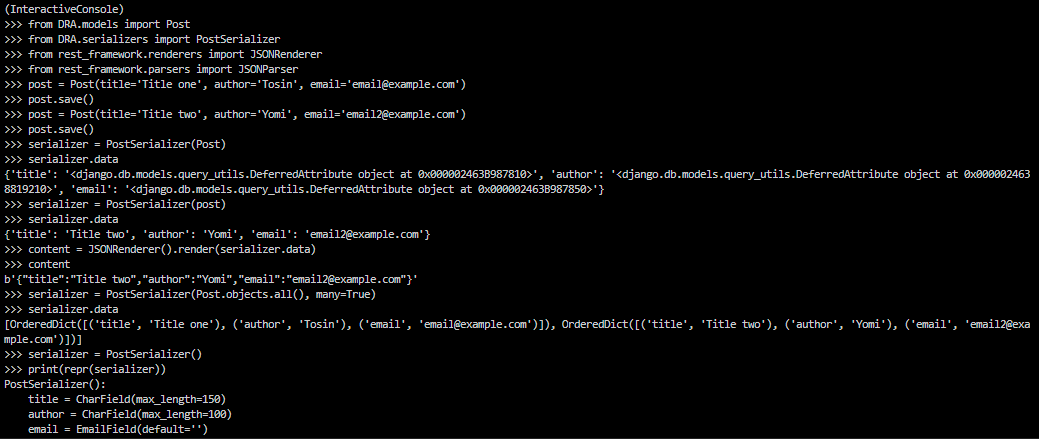 (InteractiveConsole)
>>> from DRA.models import Post
>>> from DRA.serializers import PostSerializer
>>> from rest_framework.renderers import JSONRenderer
>>> from rest_framework.parsers import JSONParser
>>> post = Post(title='Title one', author='Tosin', email='email@example.com')
>>> post.save()
>>> post = Post(title='Title two', author='Yomi', email='email2@example.com')
>>> post.save()
>>> serializer = PostSerializer(Post)
>>> serializer.data
{'title': '<django.db.models.query_utils.DeferredAttribute object at 0x000002463B987810>', 'author': '<django.db.models.query_utils.DeferredAttribute object at 0x000002463
8819210>', 'email': '<django.db.models.query_utils.DeferredAttribute object at 0x000002463B987850>'}
>>> serializer = PostSerializer(post)
>>> serializer.data
{'title': 'Title two', 'author': 'Yomi', 'email': 'email2@example.com'}
>>> content = JSONRenderer().render(serializer.data)
>>> content
b'{"title":"Title two","author":"Yomi","email":"email2@example.com"}'
>>> serializer = PostSerializer(Post.objects.all(), many=True)
>>> serializer.data
[OrderedDict([('title', 'Title one'), ('author', 'Tosin'), ('email', 'email@example.com')]), OrderedDict([('title', 'Title two'), ('author', 'Yomi'), ('email', 'email2@exa
mple.com')])]
>>> serializer = PostSerializer()
>>> print(repr(serializer))
PostSerializer():
    title = CharField(max_length=150)
    author = CharField(max_length=100)
    email = EmailField(default='')